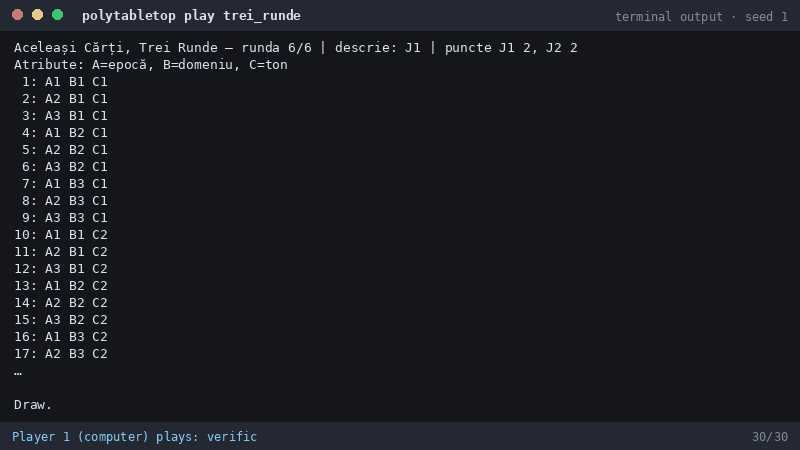 polytabletop play trei_runde
terminal output · seed 1
Aceleași Cărți, Trei Runde — runda 6/6 | descrie: J1 | puncte J1 2, J2 2
Atribute: A=epocă, B=domeniu, C=ton
1: A1 B1 C1
2: A2 B1 C1
3: A3 B1 C1
4: A1 B2 C1
5: A2 B2 C1
6: A3 B2 C1
7: A1 B3 C1
8: A2 B3 C1
9: A3 B3 C1
10: A1 B1 C2
11: A2 B1 C2
12: A3 B1 C2
13: A1 B2 C2
14: A2 B2 C2
15: A3 B2 C2
16: A1 B3 C2
17: A2 B3 C2
…
Draw.
Player 1 (computer) plays: verific
30/30